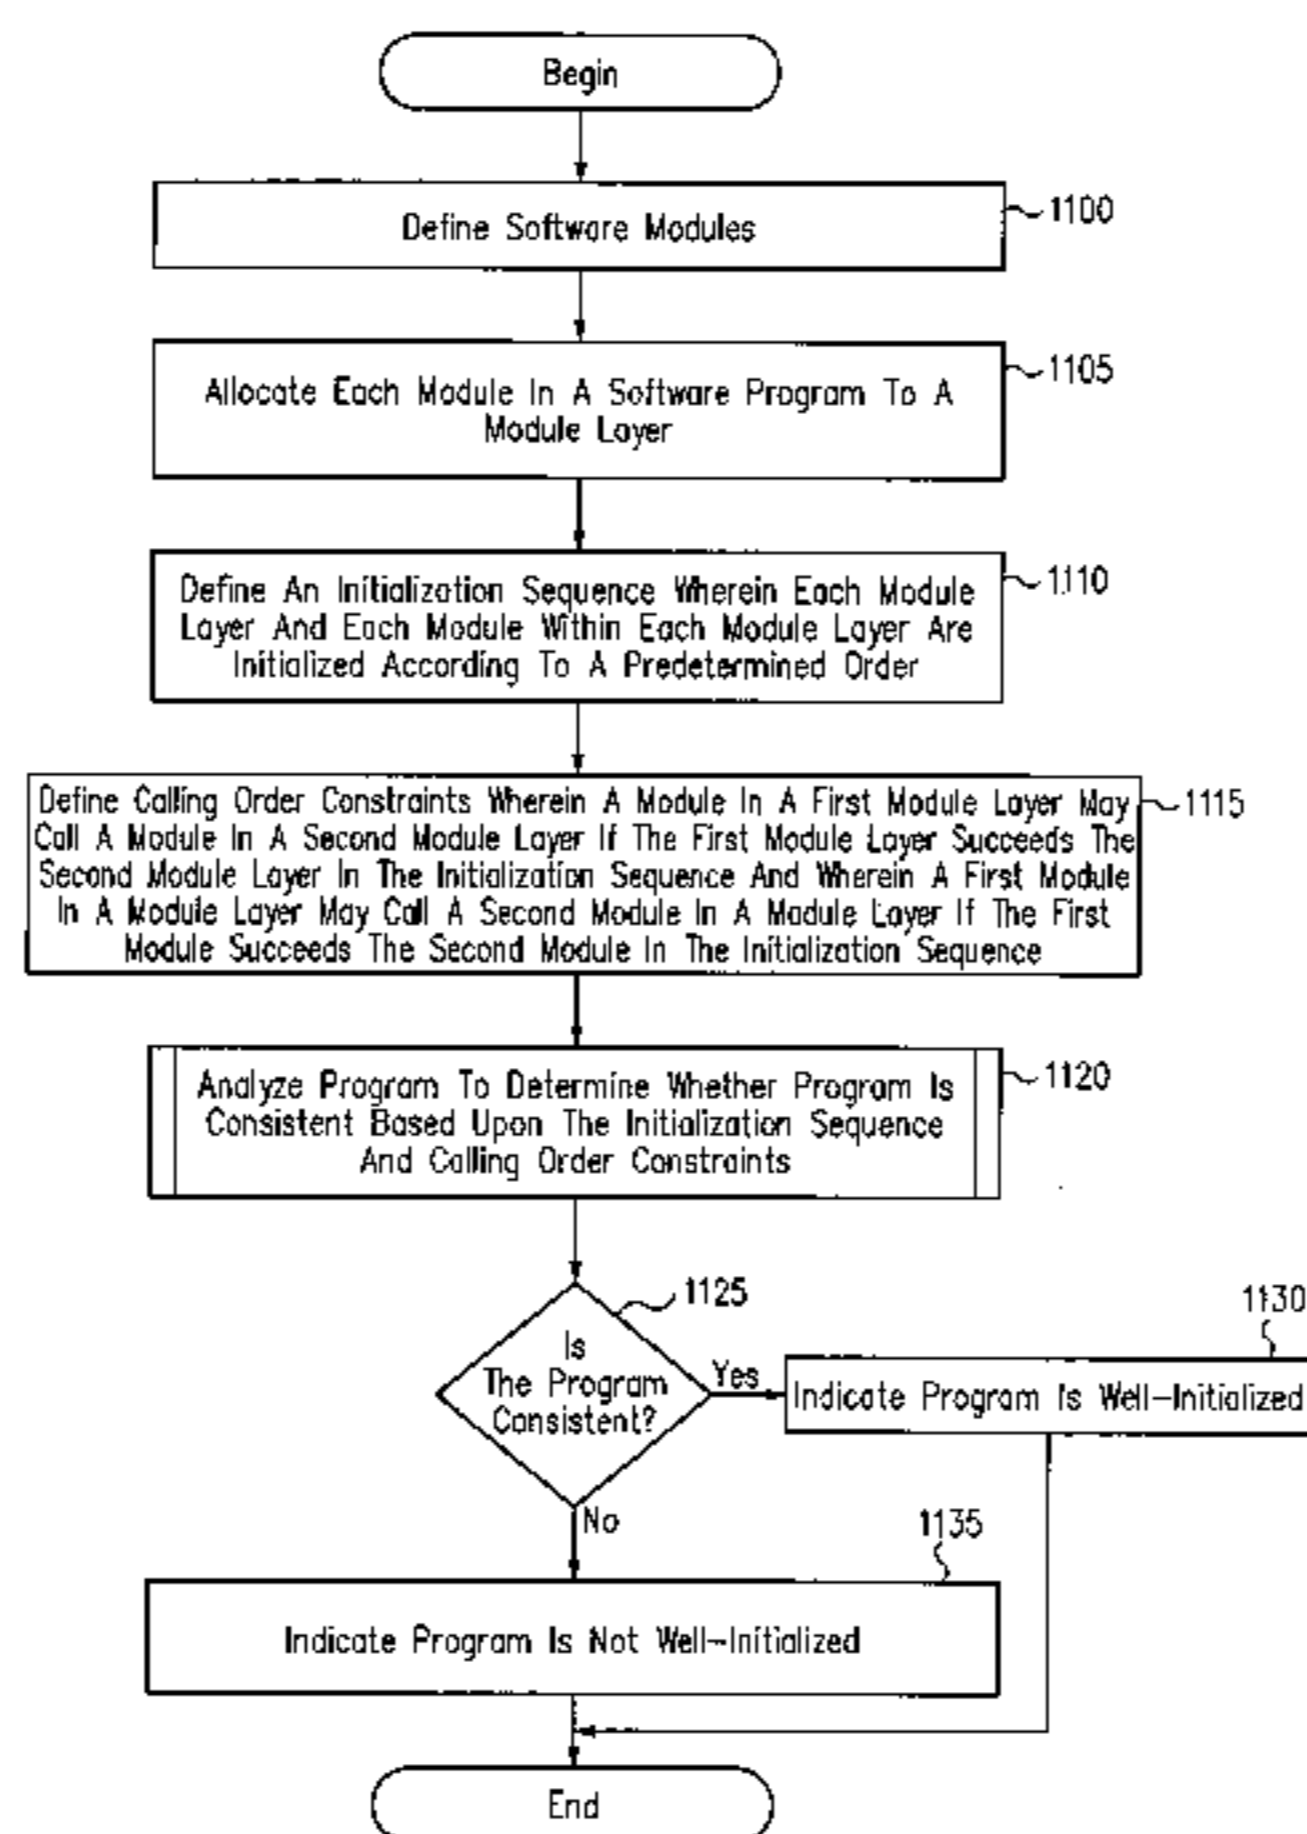 Begin
Define Software Modules
1100
Allocate Each Module In A Software Program To A
Module Layer
1105
Define An Initialization Sequence Wherein Each Module
Layer And Each Module Within Each Module Layer Are
Initialized According To A Predetermined Order
1110
Define Calling Order Constraints Wherein A Module In A First Module Layer May
Call A Module In A Second Module Layer If The First Module Layer Succeeds The
Second Module Layer In The Initialization Sequence And Wherein A First Module
In A Module Layer May Call A Second Module In A Module Layer If The First
Module Succeeds The Second Module In The Initialization Sequence
1115
Analyze Program To Determine Whether Program Is
Consistent Based Upon The Initialization Sequence
And Calling Order Constraints
1120
1125
Is
The Program
Consistent?
Yes
1130
Indicate Program Is Well-Initialized
No
1135
Indicate Program Is Not Well-Initialized
End